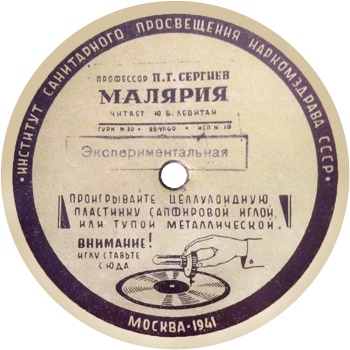 ИНСТИТУТ САНИТАРНОГО ПРОСВЕЩЕНИЯ НАРКОМЗДРАВА СССР
ПРОФЕССОР П.Г. СЕРГИЕВ
МАЛЯРИЯ
ЧИТАЕТ Ю.Б. ЛЕВИТАН
Экспериментальная
ПРОИГРЫВАЙТЕ ЦЕЛЛУЛОИДНУЮ
ПЛАСТИНКУ САПФИРОВОЙ ИГЛОЙ,
ИЛИ ТУПОЙ МЕТАЛЛИЧЕСКОЙ.
ВНИМАНИЕ!
ИГЛУ СТАВЬТЕ
СЮДА
МОСКВА-1941